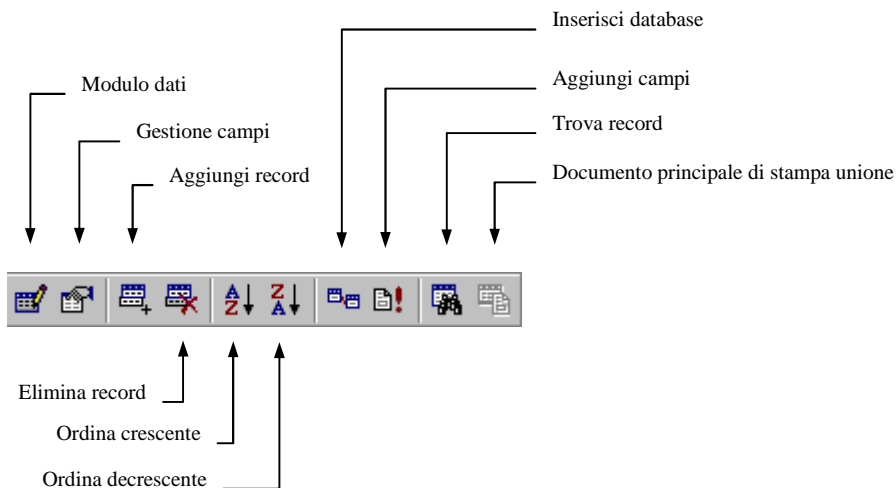 Inserisci database
Modulo dati
Aggiungi campi
Gestione campi
Trova record
Aggiungi record
Documento principale di stampa unione
A
Z
Z
A
Elimina record
Ordina crescente
Ordina decrescente